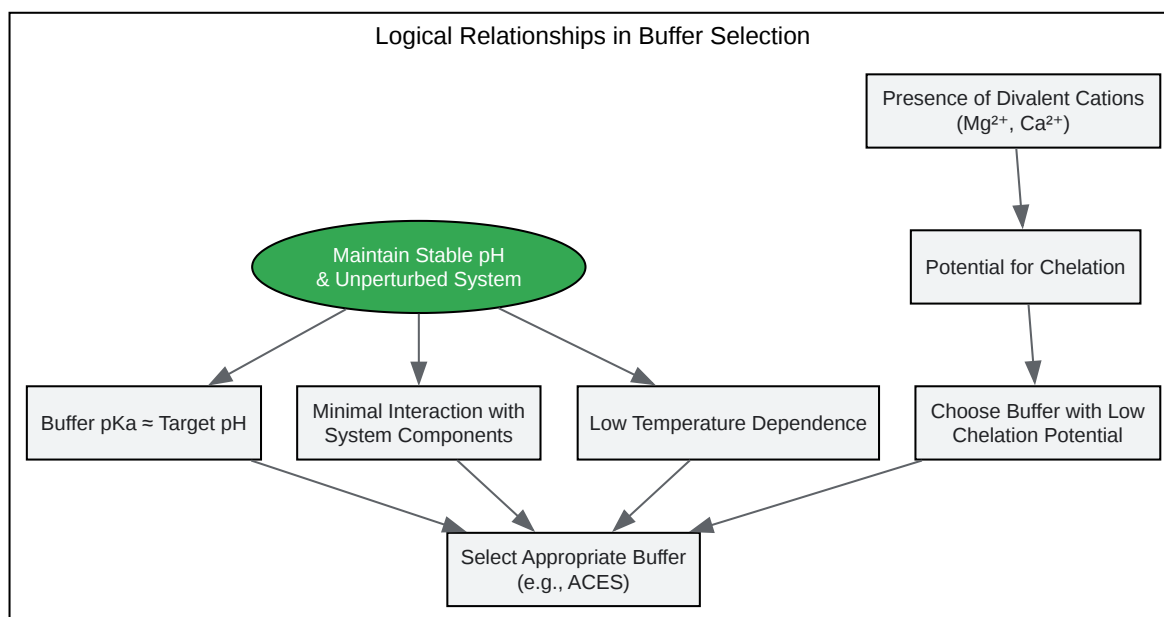 Logical Relationships in Buffer Selection
Presence of Divalent Cations
(Mg²⁺, Ca²⁺)
Maintain Stable pH
& Unperturbed System
Potential for Chelation
Buffer pKa ≈ Target pH
Minimal Interaction with
System Components
Low Temperature Dependence
Choose Buffer with Low
Chelation Potential
Select Appropriate Buffer
(e.g., ACES)